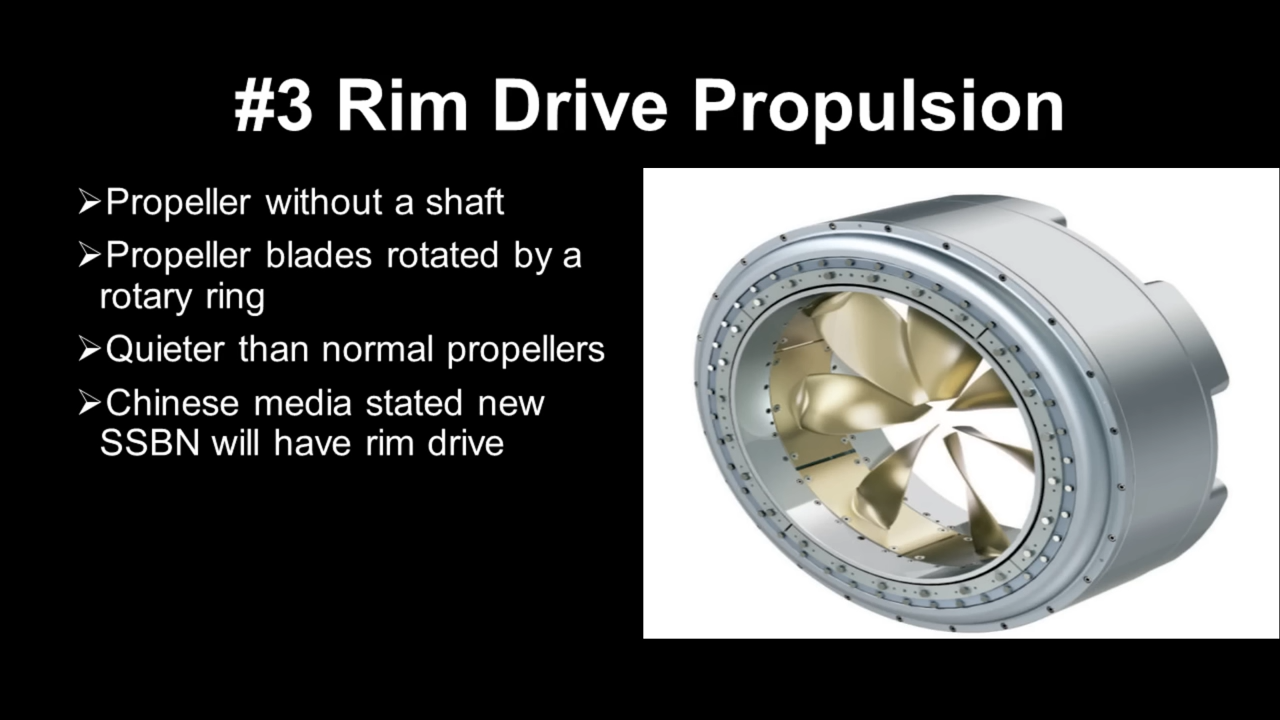 #3 Rim Drive Propulsion
➢Propeller without a shaft
➢Propeller blades rotated by a
rotary ring
➢Quieter than normal propellers
➢Chinese media stated new
SSBN will have rim drive